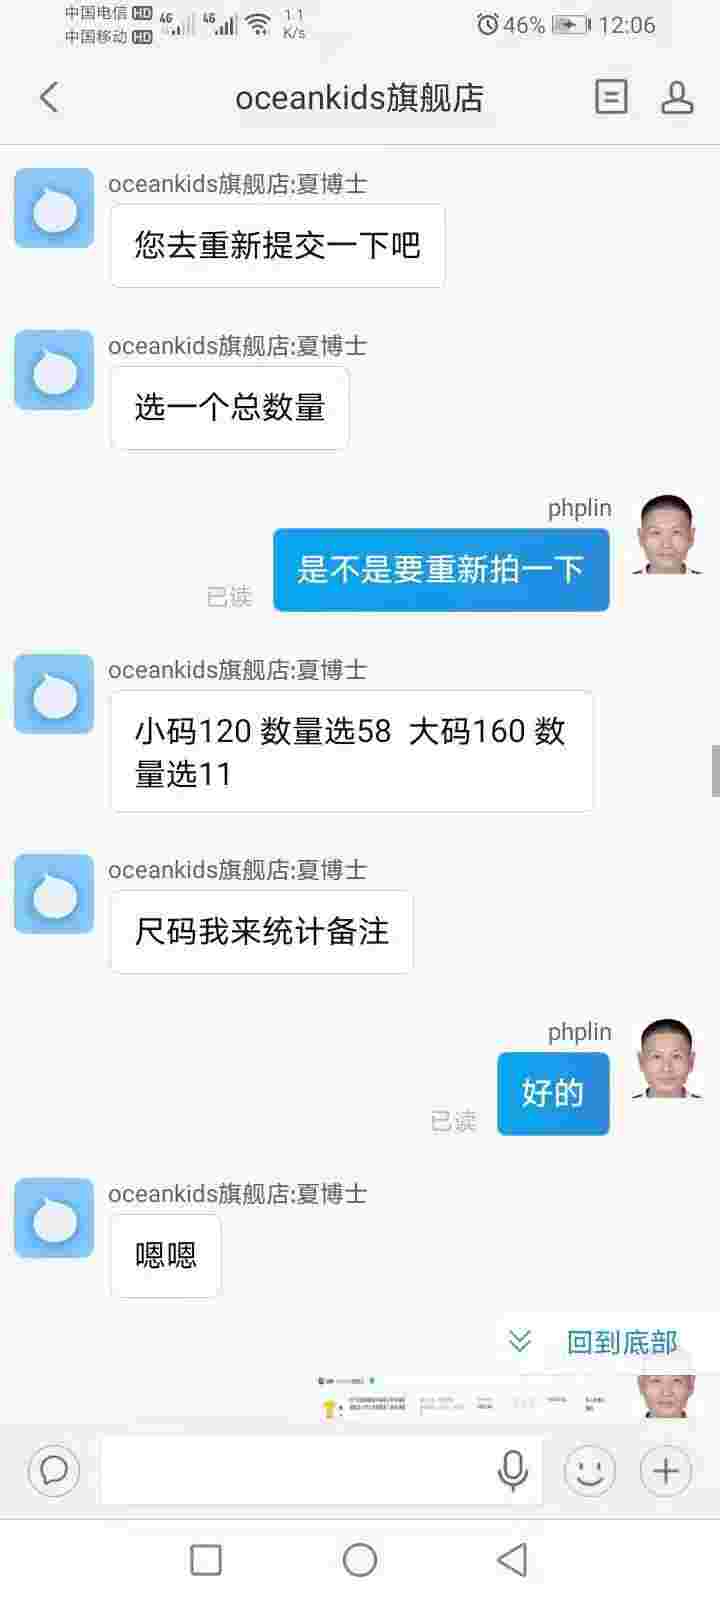 中国电信 HD 4G 4G 1.1 46% 12:06
中国移动 HD K/s
oceankids旗舰店
oceankids旗舰店:夏博士
您去重新提交一下吧
oceankids旗舰店:夏博士
选一个总数量
phplin
是不是要重新拍一下
已读
oceankids旗舰店:夏博士
小码120 数量选58 大码160 数
量选11
oceankids旗舰店:夏博士
尺码我来统计备注
phplin
好的
已读
oceankids旗舰店:夏博士
嗯嗯
回到底部